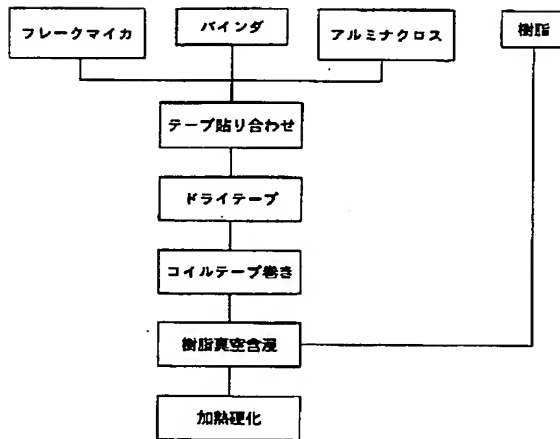 フレークマイカ
バインダ
アルミナクロス
樹脂
テープ貼り合わせ
ドライテープ
コイルテープ巻き
樹脂真空含浸
加熱硬化